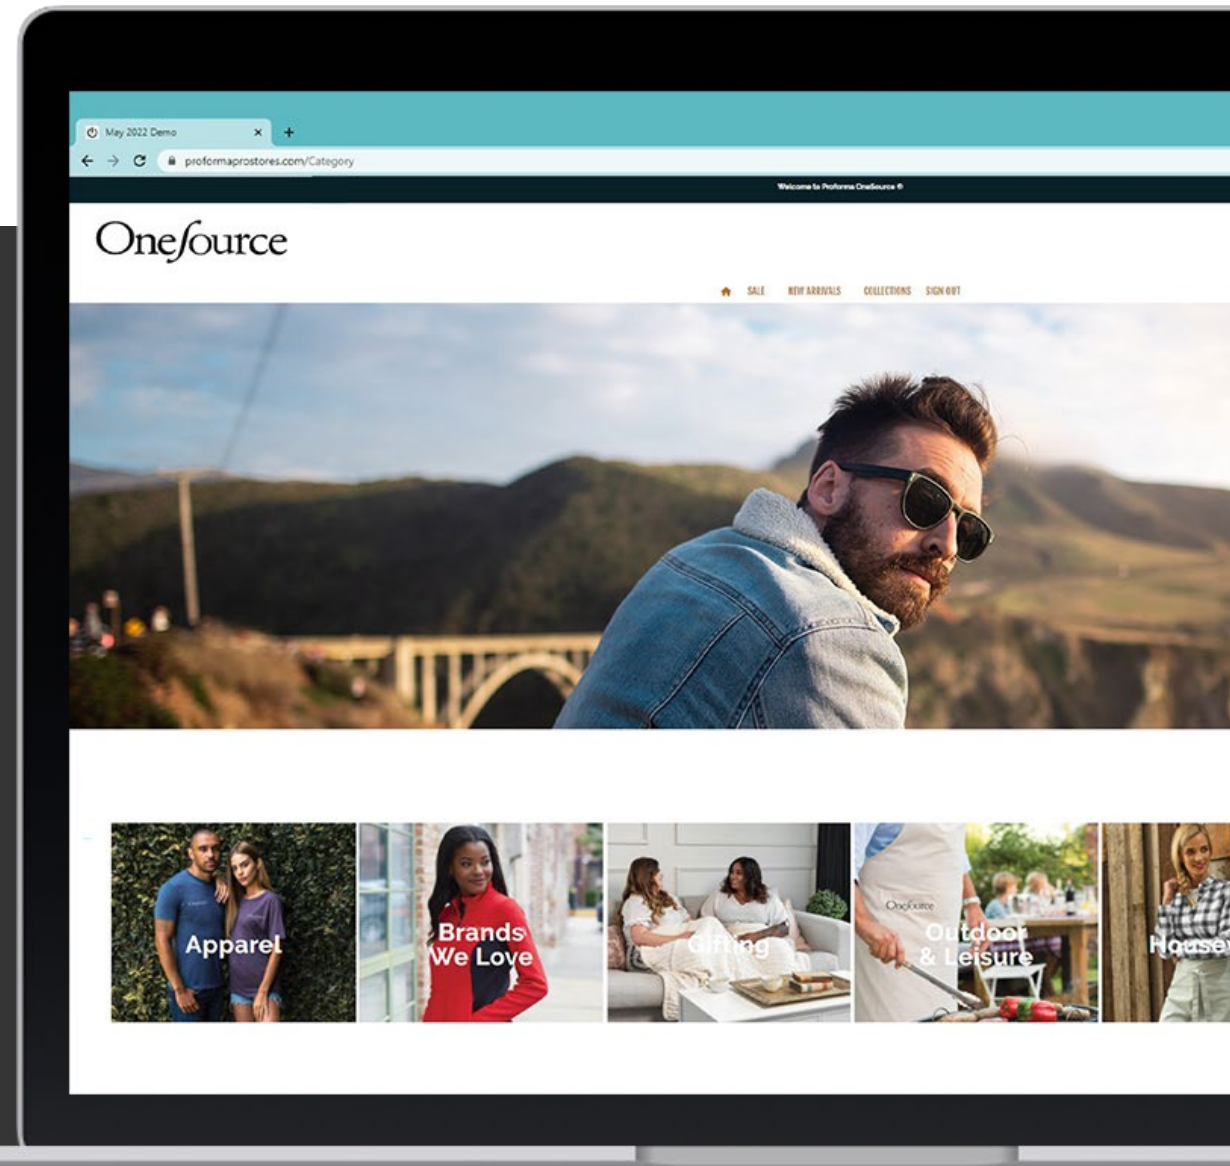 May 2022 Demo
proformaprostores.com/Category
Welcome to Proforma OneSource ®
Oneſource
SALE NEW ARRIVALS COLLECTIONS SIGN OUT
Apparel
Brands
We Love
Gifting
Oneſource
Outdoor
& Leisure